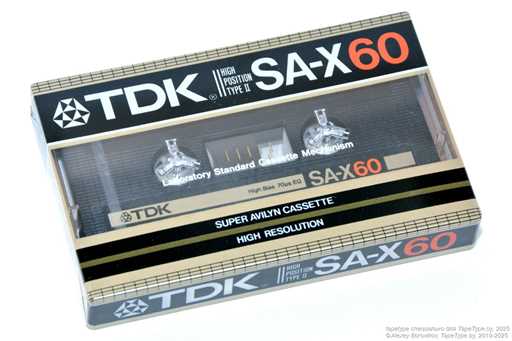 TDK® HIGH POSITION TYPE II SA-X60
Laboratory Standard Cassette Mechanism
High Bias 70µs EQ SA-X60
TDK
SUPER AVILYN CASSETTE
HIGH RESOLUTION
TDK HIGH POSITION TYPE II SA-X60